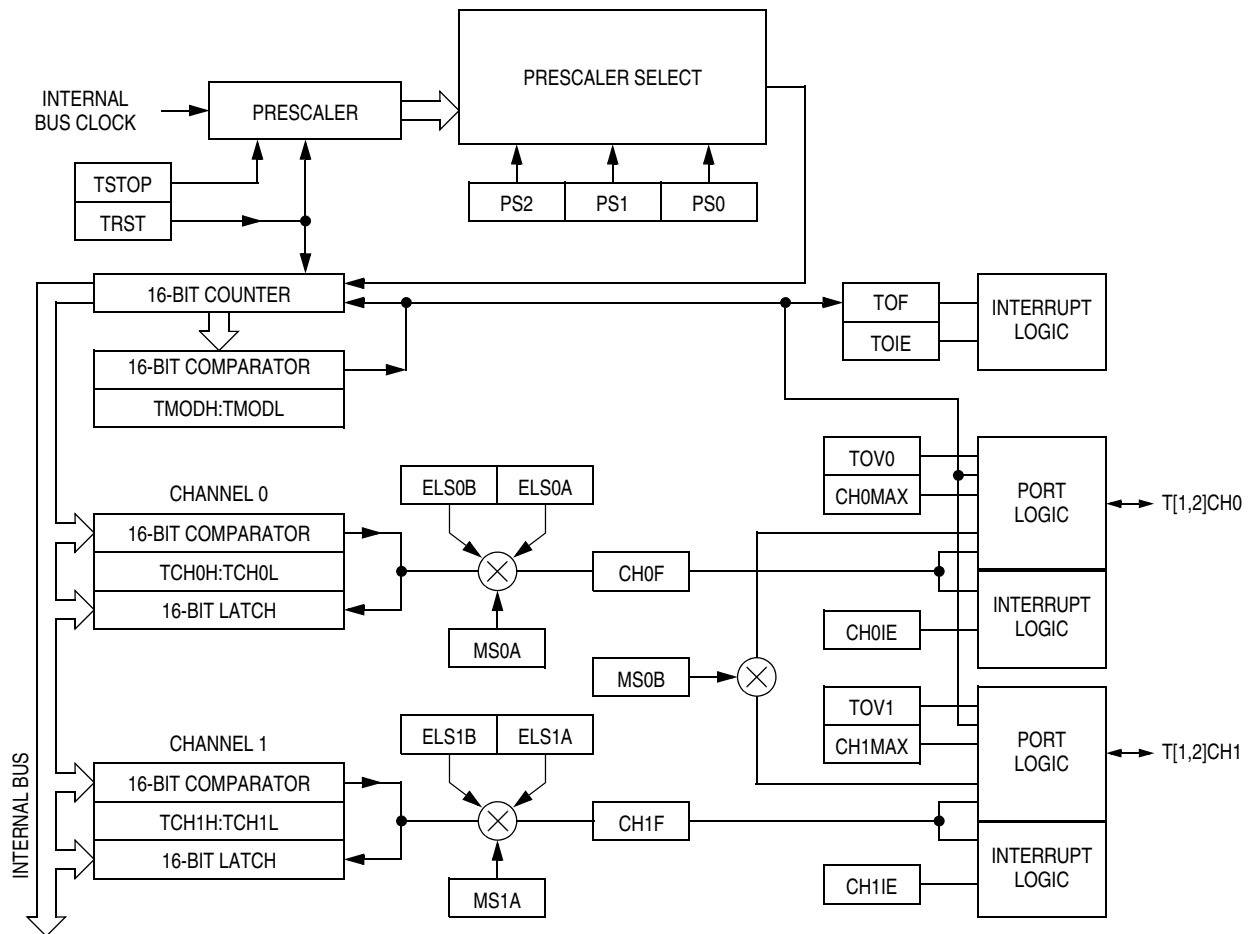 PRESCALER SELECT
INTERNAL
BUS CLOCK
PRESCALER
TSTOP
TRST
PS2 PS1 PS0
16-BIT COUNTER
TOF
TOIE
INTERRUPT
LOGIC
16-BIT COMPARATOR
TMODH:TMODL
CHANNEL 0
ELS0B ELS0A
TOV0
CH0MAX
PORT
LOGIC
T[1,2]CH0
16-BIT COMPARATOR
TCH0H:TCH0L
16-BIT LATCH
CH0F
MS0A
CH0IE
INTERRUPT
LOGIC
MS0B
CHANNEL 1
ELS1B ELS1A
TOV1
CH1MAX
PORT
LOGIC
T[1,2]CH1
16-BIT COMPARATOR
TCH1H:TCH1L
16-BIT LATCH
CH1F
MS1A
CH1IE
INTERRUPT
LOGIC
INTERNAL BUS